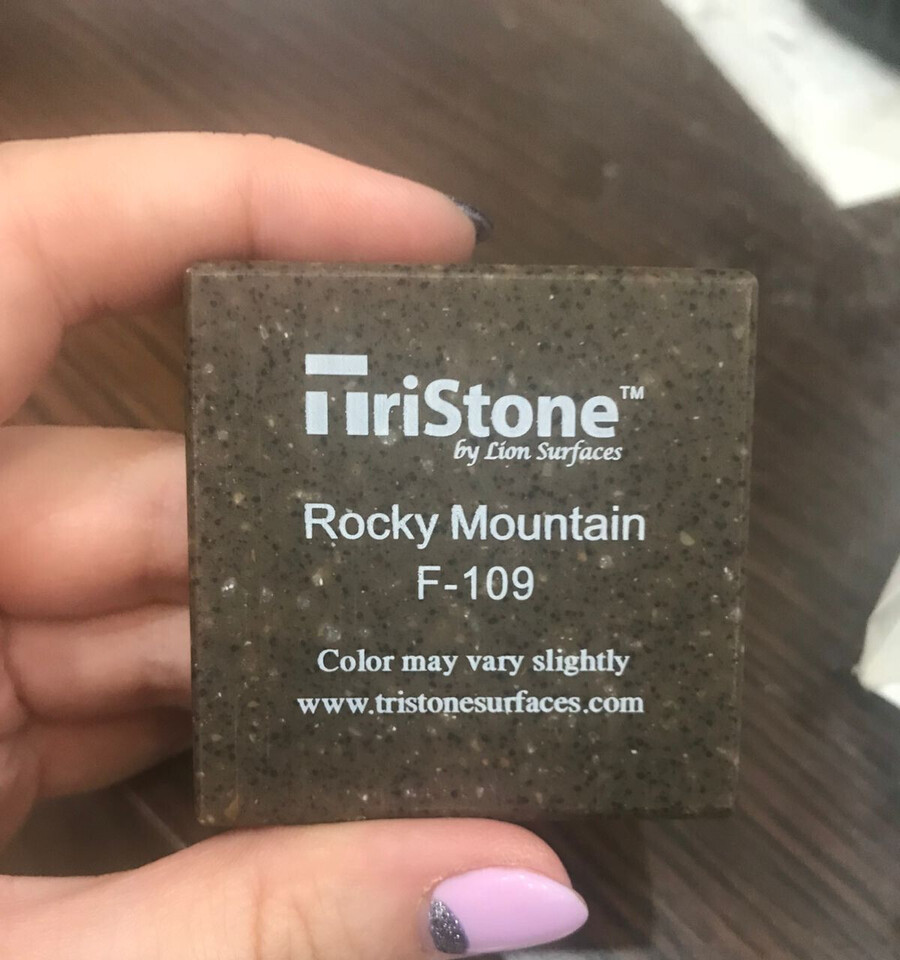 TriStone™
by Lion Surfaces
Rocky Mountain
F-109
Color may vary slightly
www.tristonesurfaces.com